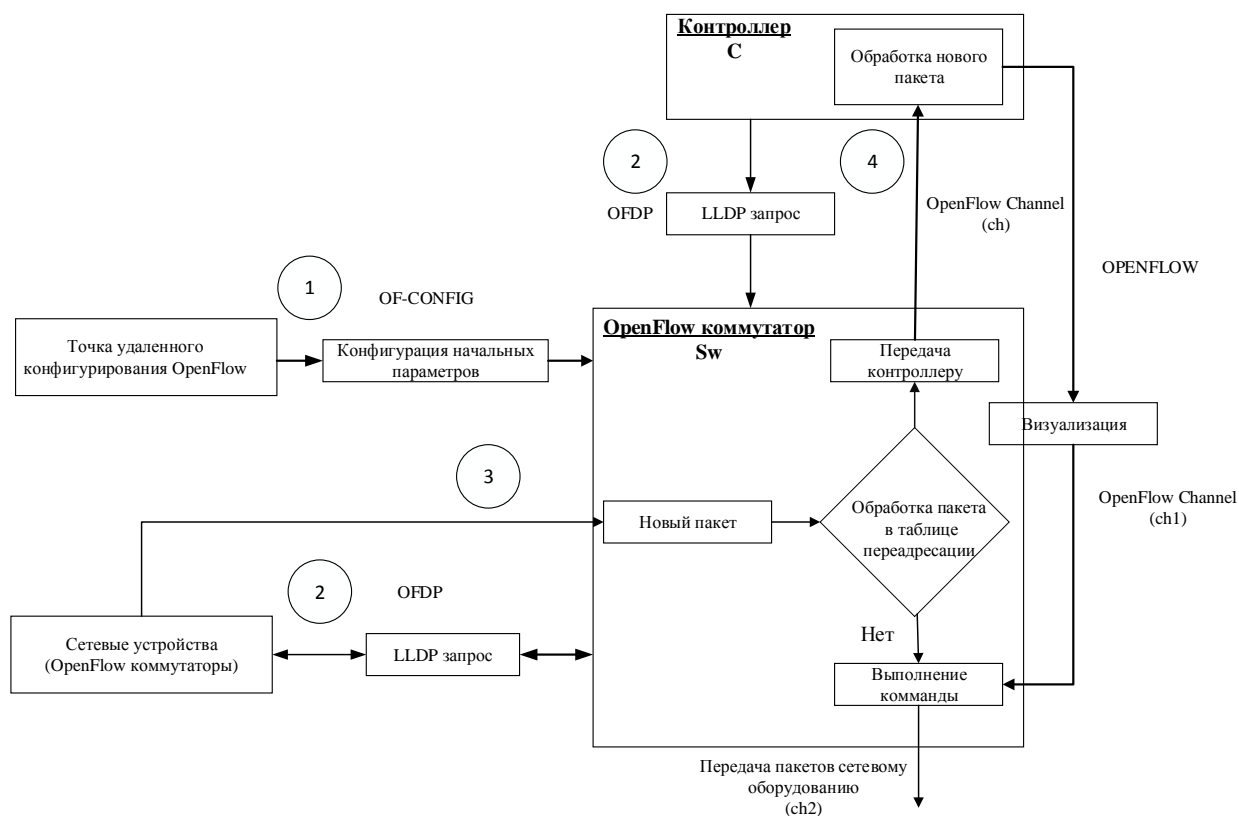 Контроллер
C
Обработка нового
пакета
2
4
OFDP
LLDP запрос
OpenFlow Channel
(ch)
OPENFLOW
1
OF-CONFIG
Точка удаленного
конфигурирования OpenFlow
Конфигурация начальных
параметров
OpenFlow коммутатор
Sw
Передача
контроллеру
Визуализация
3
Новый пакет
Обработка пакета
в таблице
переадресации
OpenFlow Channel
(ch1)
2
OFDP
Сетевые устройства
(OpenFlow коммутаторы)
LLDP запрос
Нет
Выполнение
комманды
Передача пакетов сетевому
оборудованию
(ch2)